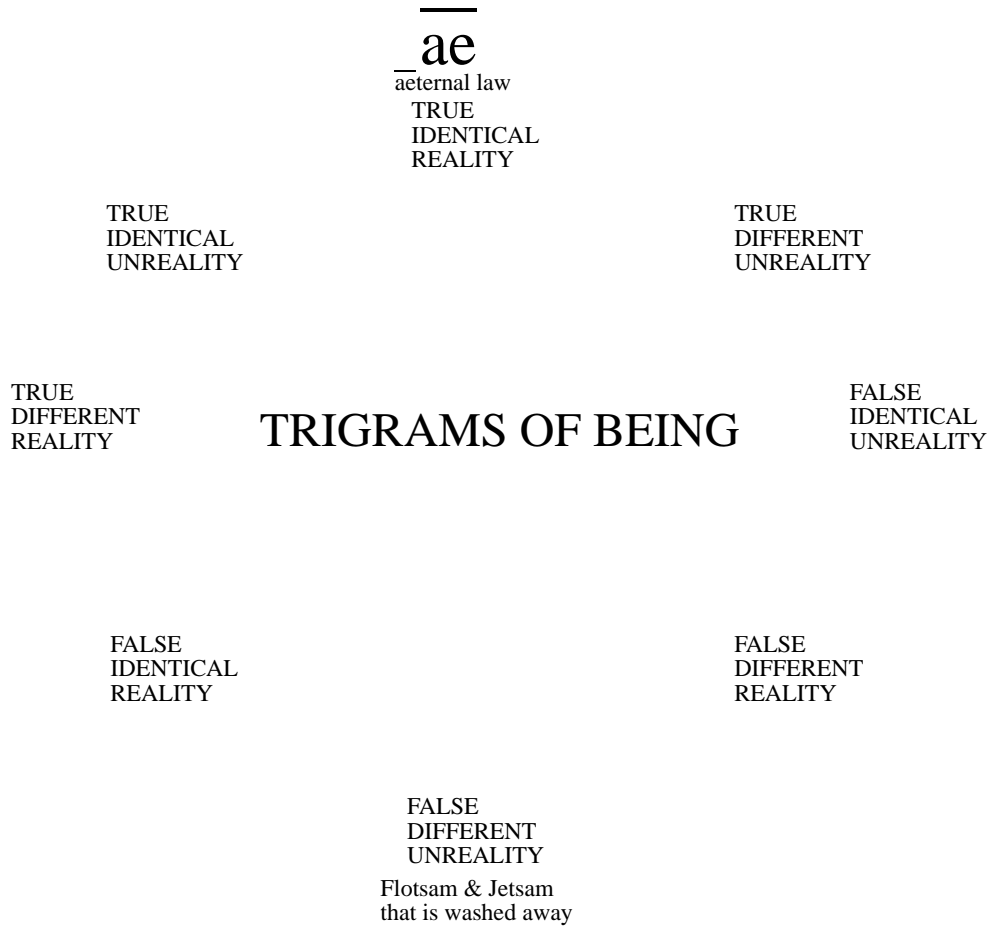 _ae
aeternal law
TRUE
IDENTICAL
REALITY
TRUE
IDENTICAL
UNREALITY
TRUE
DIFFERENT
UNREALITY
TRUE
DIFFERENT
REALITY
TRIGRAMS OF BEING
FALSE
IDENTICAL
UNREALITY
FALSE
IDENTICAL
REALITY
FALSE
DIFFERENT
REALITY
FALSE
DIFFERENT
UNREALITY
Flotsam & Jetsam
that is washed away